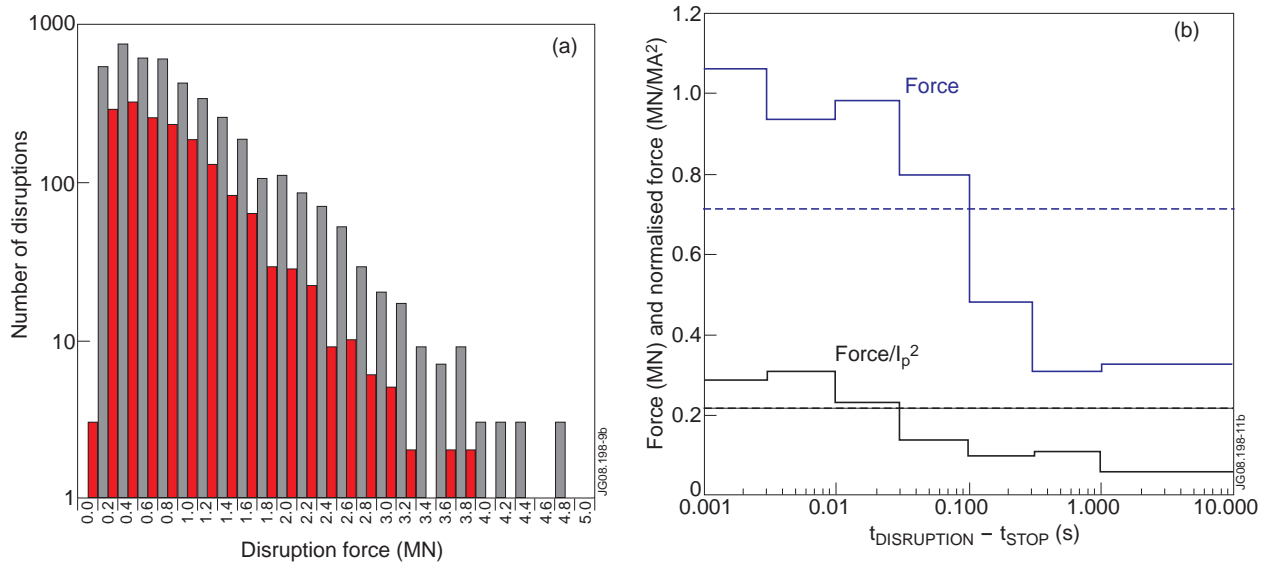 (a)
Number of disruptions
1000
100
10
1
0.0 0.2 0.4 0.6 0.8 1.0 1.2 1.4 1.6 1.8 2.0 2.2 2.4 2.6 2.8 3.0 3.2 3.4 3.6 3.8 4.0 4.2 4.4 4.6 4.8 5.0
Disruption force (MN)
JG08.198-9b
(b)
Force (MN) and normalised force (MN/MA²)
1.2
1.0
0.8
0.6
0.4
0.2
0
Force
Force/Iₚ²
0.001 0.01 0.100 1.000 10.000
t_DISRUPTION – t_STOP (s)
JG08.198-11b